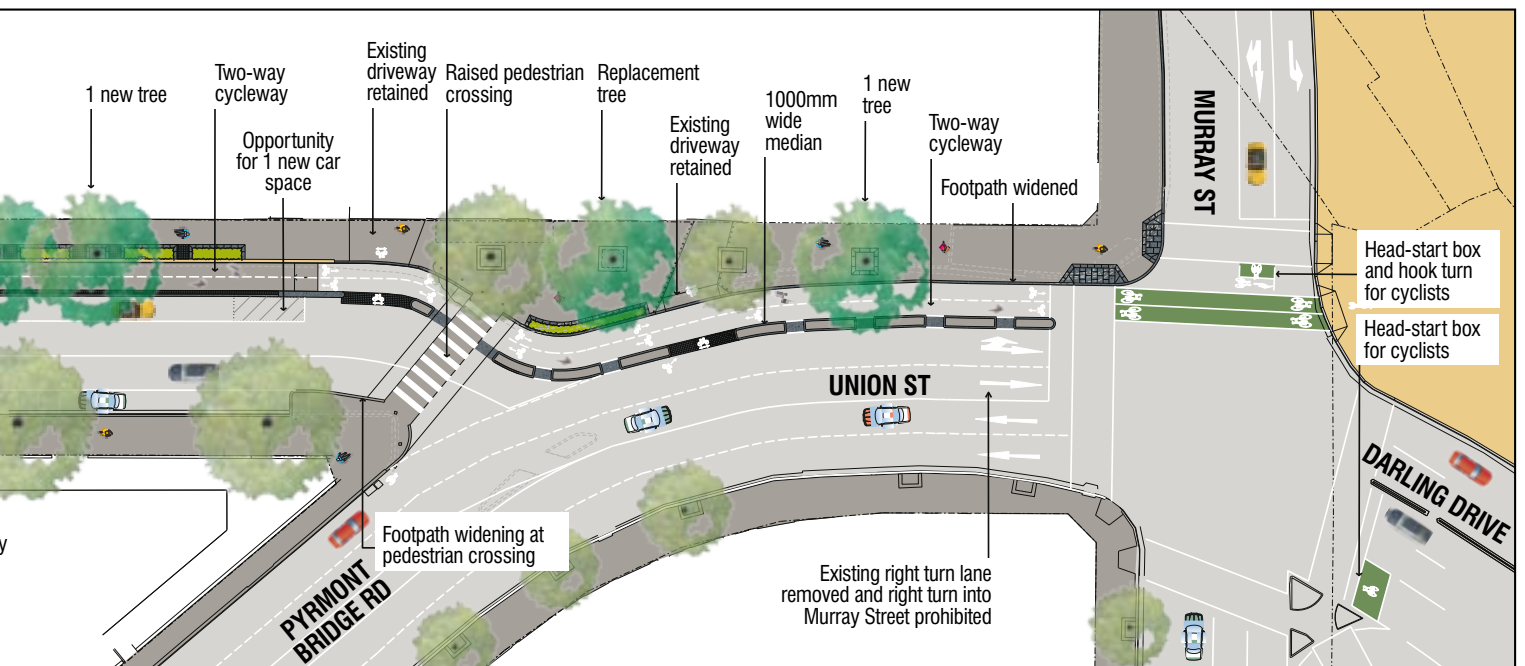 1 new tree
Two-way
cycleway
Opportunity
for 1 new car
space
Existing
driveway
retained
Raised pedestrian
crossing
Replacement
tree
Existing
driveway
retained
1000mm
wide
median
1 new
tree
Two-way
cycleway
Footpath widened
MURRAY ST
Head-start box
and hook turn
for cyclists
Head-start box
for cyclists
UNION ST
DARLING DRIVE
y
Footpath widening at
pedestrian crossing
PYRMONT
BRIDGE RD
Existing right turn lane
removed and right turn into
Murray Street prohibited